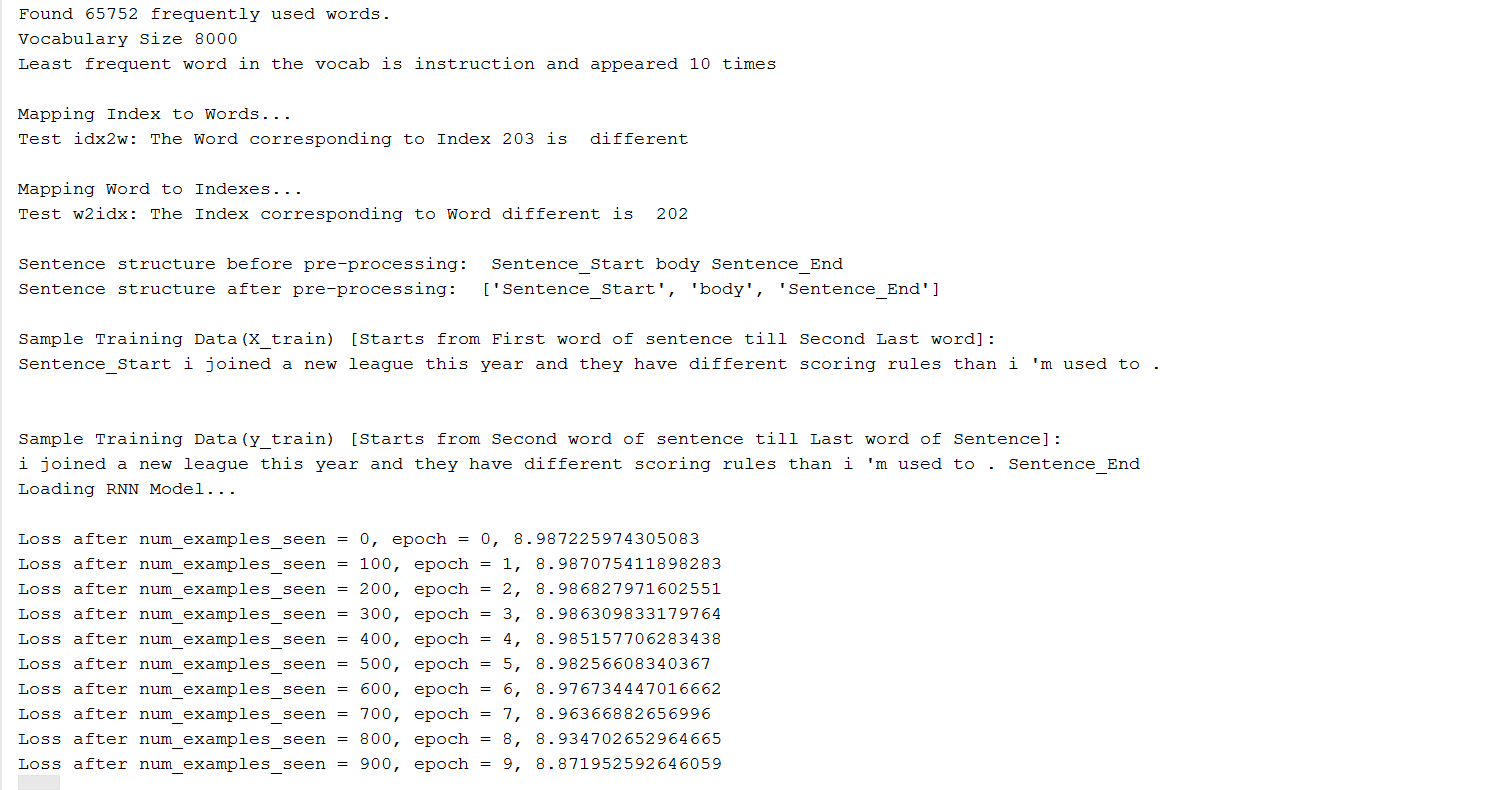 Found 65752 frequently used words.
Vocabulary Size 8000
Least frequent word in the vocab is instruction and appeared 10 times
Mapping Index to Words...
Test idx2w: The Word corresponding to Index 203 is  different
Mapping Word to Indexes...
Test w2idx: The Index corresponding to Word different is  202
Sentence structure before pre-processing:  Sentence_Start body Sentence_End
Sentence structure after pre-processing:  ['Sentence_Start', 'body', 'Sentence_End']
Sample Training Data(X_train) [Starts from First word of sentence till Second Last word]:
Sentence_Start i joined a new league this year and they have different scoring rules than i 'm used to .
Sample Training Data(y_train) [Starts from Second word of sentence till Last word of Sentence]:
i joined a new league this year and they have different scoring rules than i 'm used to . Sentence_End
Loading RNN Model...
Loss after num_examples_seen = 0, epoch = 0, 8.987225974305083
Loss after num_examples_seen = 100, epoch = 1, 8.987075411898283
Loss after num_examples_seen = 200, epoch = 2, 8.986827971602551
Loss after num_examples_seen = 300, epoch = 3, 8.986309833179764
Loss after num_examples_seen = 400, epoch = 4, 8.985157706283438
Loss after num_examples_seen = 500, epoch = 5, 8.98256608340367
Loss after num_examples_seen = 600, epoch = 6, 8.976734447016662
Loss after num_examples_seen = 700, epoch = 7, 8.96366882656996
Loss after num_examples_seen = 800, epoch = 8, 8.934702652964665
Loss after num_examples_seen = 900, epoch = 9, 8.871952592646059